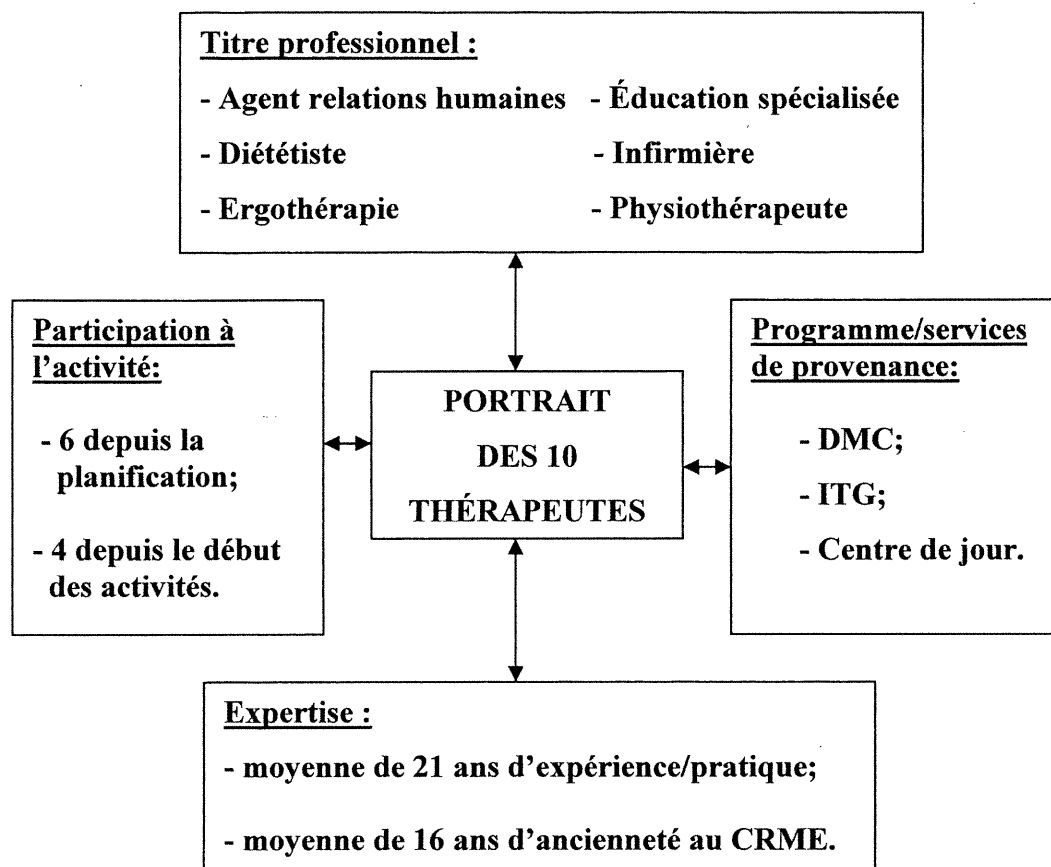 Titre professionnel :
- Agent relations humaines - Éducation spécialisée
- Diététiste - Infirmière
- Ergothérapie - Physiothérapeute
Participation à
l'activité:
- 6 depuis la
planification;
- 4 depuis le début
des activités.
PORTRAIT
DES 10
THÉRAPEUTES
Programme/services
de provenance:
- DMC;
- ITG;
- Centre de jour.
Expertise :
- moyenne de 21 ans d'expérience/pratique;
- moyenne de 16 ans d'ancienneté au CRME.